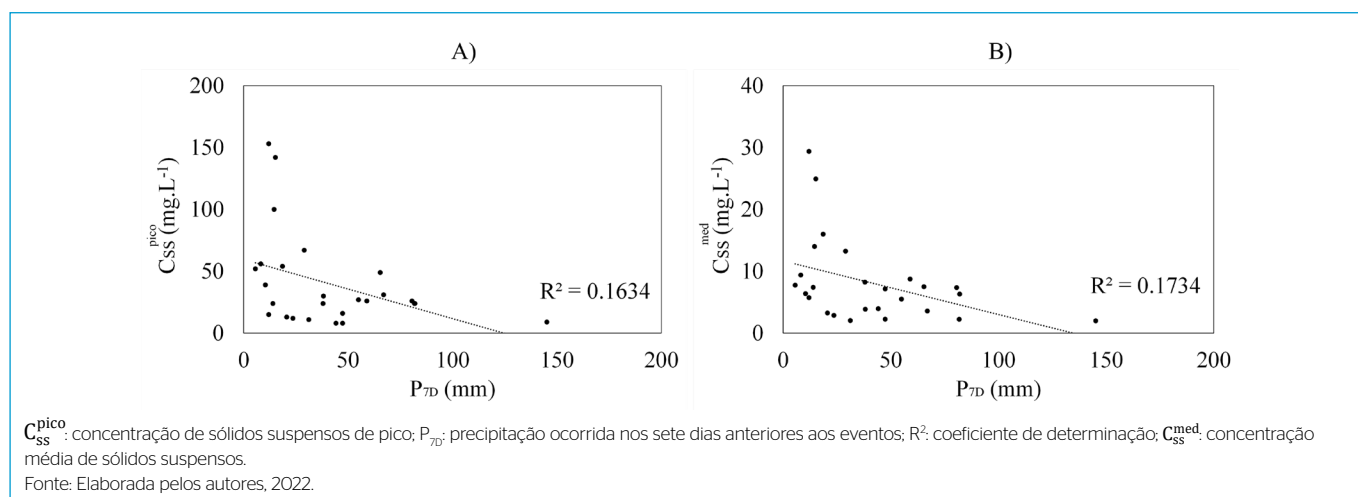 A)
200
150
100
50
0
0 50 100 150 200
Css^pico (mg.L^-1)
P7D (mm)
R² = 0.1634
B)
40
30
20
10
0
0 50 100 150 200
Css^med (mg.L^-1)
P7D (mm)
R² = 0.1734
C_ss^pico: concentração de sólidos suspensos de pico; P_7D: precipitação ocorrida nos sete dias anteriores aos eventos; R²: coeficiente de determinação; C_ss^med: concentração
média de sólidos suspensos.
Fonte: Elaborada pelos autores, 2022.